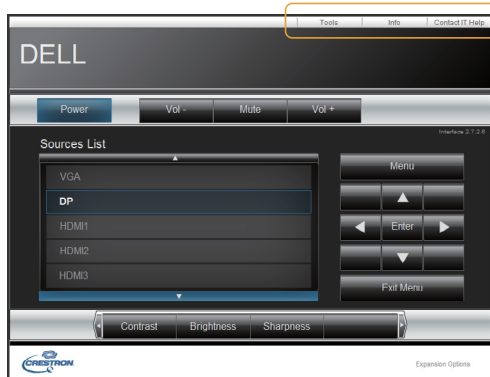 Tools Info Contact IT Help
DELL
Power Vol - Mute Vol +
Interface 2.7.2.6
Sources List
Menu
VGA
DP
HDMI1
Enter
HDMI2
HDMI3
Exit Menu
Contrast Brightness Sharpness
CRESTRON
Expansion Options